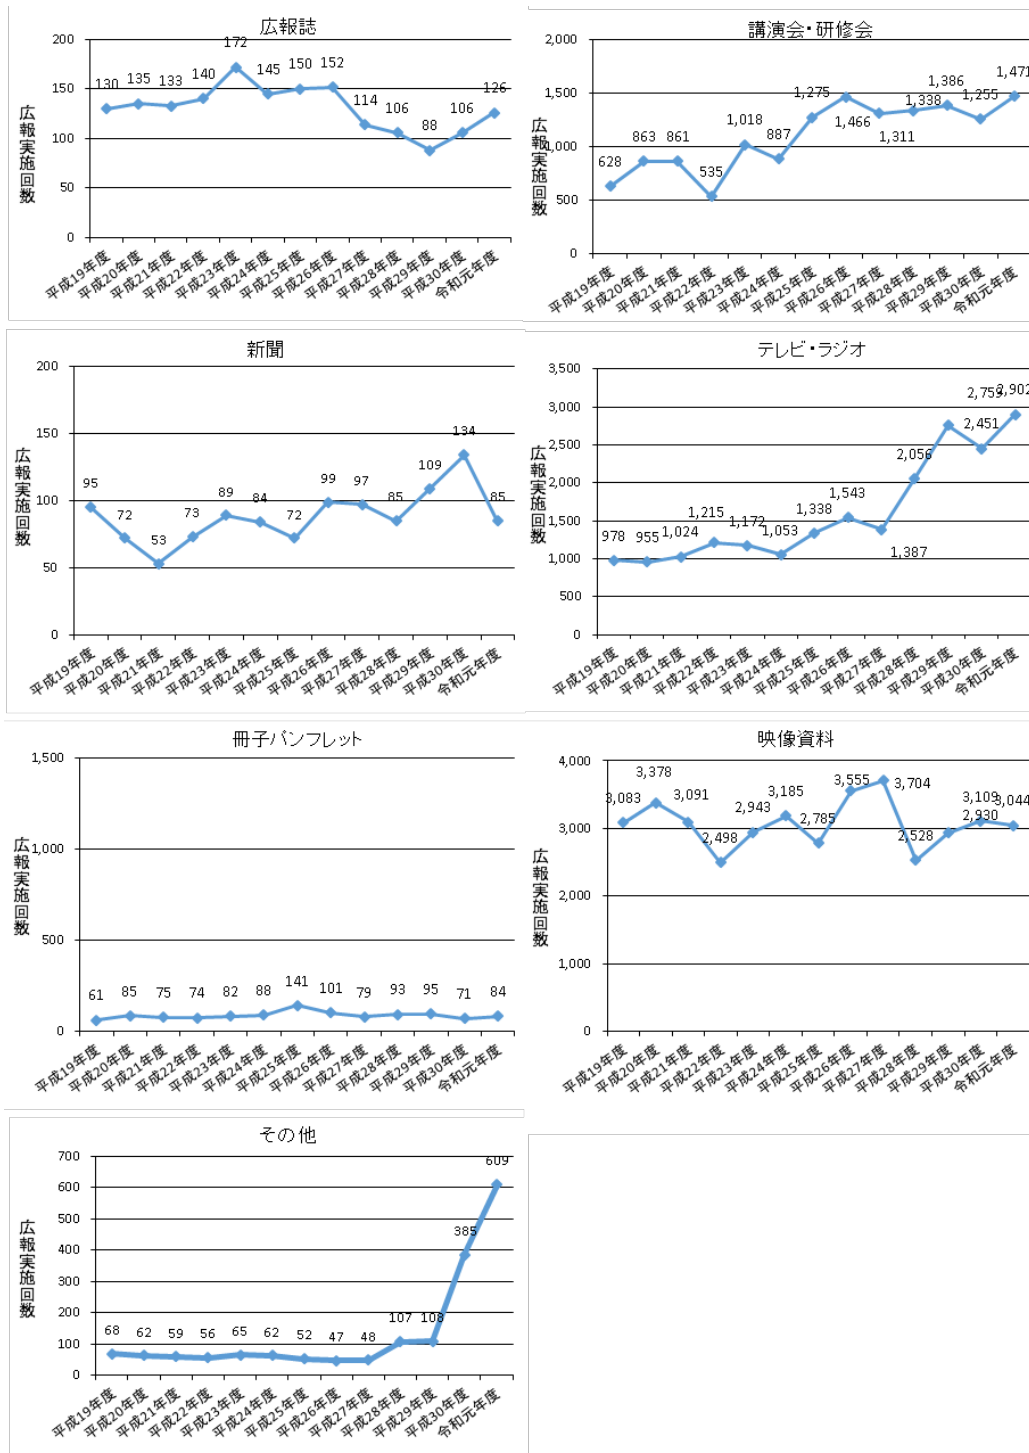 広報誌
広報実施回数
200
150
100
50
0
130 135 133 140 172 145 150 152 114 106 88 106 126
平成19年度 平成20年度 平成21年度 平成22年度 平成23年度 平成24年度 平成25年度 平成26年度 平成27年度 平成28年度 平成29年度 平成30年度 令和元年度
講演会・研修会
広報実施回数
2,000
1,500
1,000
500
0
628 863 861 535 1,018 887 1,275 1,466 1,311 1,338 1,386 1,255 1,471
平成19年度 平成20年度 平成21年度 平成22年度 平成23年度 平成24年度 平成25年度 平成26年度 平成27年度 平成28年度 平成29年度 平成30年度 令和元年度
新聞
広報実施回数
200
150
100
50
0
95 72 53 73 89 84 72 99 97 85 109 134 85
平成19年度 平成20年度 平成21年度 平成22年度 平成23年度 平成24年度 平成25年度 平成26年度 平成27年度 平成28年度 平成29年度 平成30年度 令和元年度
テレビ・ラジオ
広報実施回数
3,500
3,000
2,500
2,000
1,500
1,000
500
0
978 955 1,024 1,215 1,172 1,053 1,338 1,543 1,387 2,056 2,759 2,451 2,902
平成19年度 平成20年度 平成21年度 平成22年度 平成23年度 平成24年度 平成25年度 平成26年度 平成27年度 平成28年度 平成29年度 平成30年度 令和元年度
冊子パンフレット
広報実施回数
1,500
1,000
500
0
61 85 75 74 82 88 141 101 79 93 95 71 84
平成19年度 平成20年度 平成21年度 平成22年度 平成23年度 平成24年度 平成25年度 平成26年度 平成27年度 平成28年度 平成29年度 平成30年度 令和元年度
映像資料
広報実施回数
4,000
3,000
2,000
1,000
0
3,083 3,378 3,091 2,498 2,943 3,185 2,785 3,555 3,704 2,528 2,930 3,109 3,044
平成19年度 平成20年度 平成21年度 平成22年度 平成23年度 平成24年度 平成25年度 平成26年度 平成27年度 平成28年度 平成29年度 平成30年度 令和元年度
その他
広報実施回数
700
600
500
400
300
200
100
0
68 62 59 56 65 62 52 47 48 107 108 385 609
平成19年度 平成20年度 平成21年度 平成22年度 平成23年度 平成24年度 平成25年度 平成26年度 平成27年度 平成28年度 平成29年度 平成30年度 令和元年度